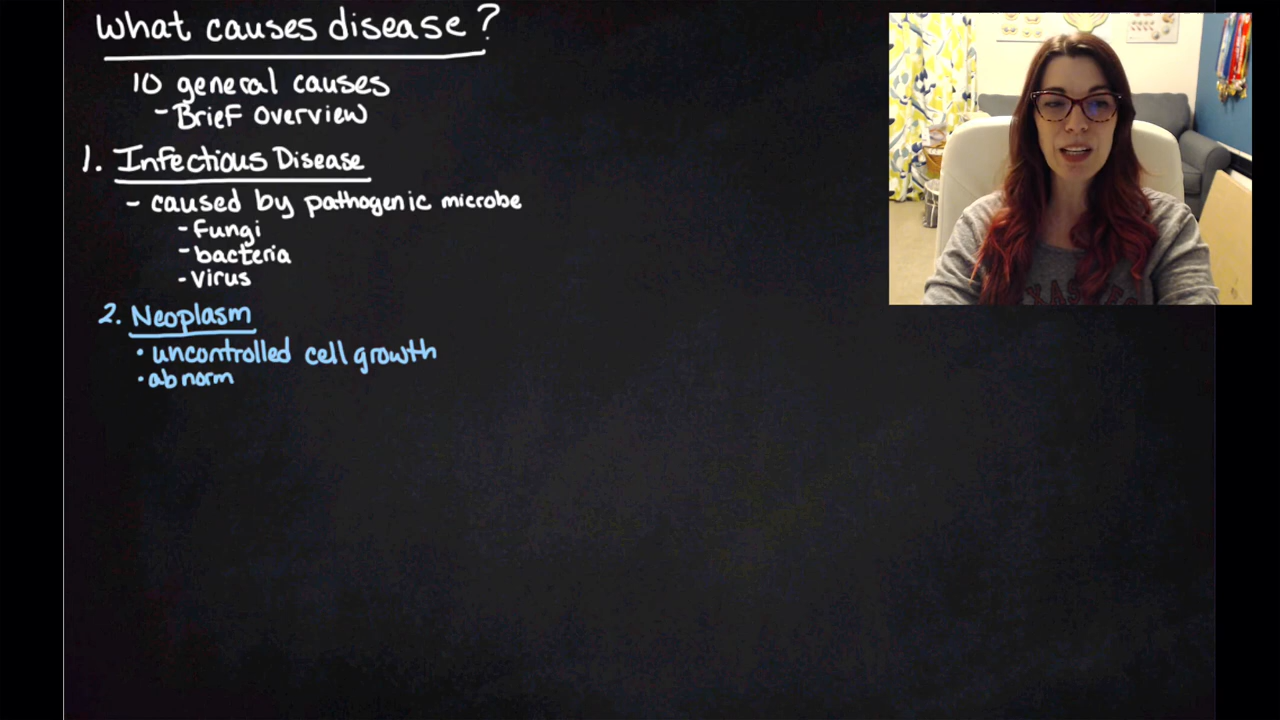 What causes disease?
10 general causes
- Brief overview
1. Infectious Disease
- caused by pathogenic microbe
- Fungi
- bacteria
- Virus
2. Neoplasm
• uncontrolled cell growth
• abnorm